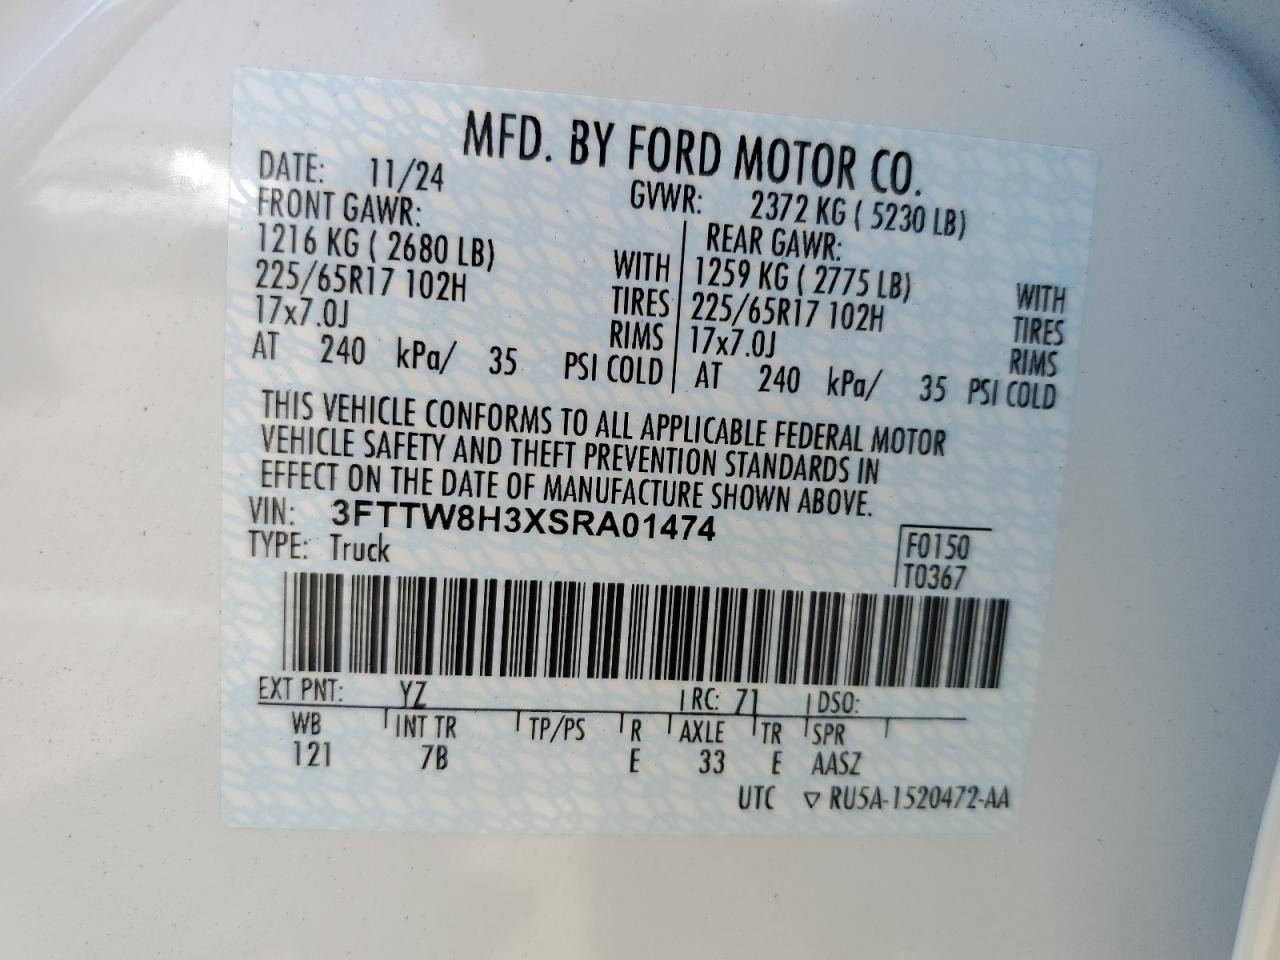 MFD. BY FORD MOTOR CO.
DATE: 11/24 GVWR: 2372 KG ( 5230 LB)
FRONT GAWR: REAR GAWR:
1216 KG ( 2680 LB) WITH 1259 KG ( 2775 LB) WITH
225/65R17 102H TIRES 225/65R17 102H TIRES
17x7.0J RIMS 17x7.0J RIMS
AT 240 kPa/ 35 PSI COLD AT 240 kPa/ 35 PSI COLD
THIS VEHICLE CONFORMS TO ALL APPLICABLE FEDERAL MOTOR
VEHICLE SAFETY AND THEFT PREVENTION STANDARDS IN
EFFECT ON THE DATE OF MANUFACTURE SHOWN ABOVE.
VIN: 3FTTW8H3XSRA01474
TYPE: Truck
F0150
T0367
EXT PNT: YZ RC: 71 DSO:
WB INT TR TP/PS R AXLE TR SPR
121 7B E 33 E AASZ
UTC ▽ RU5A-1520472-AA